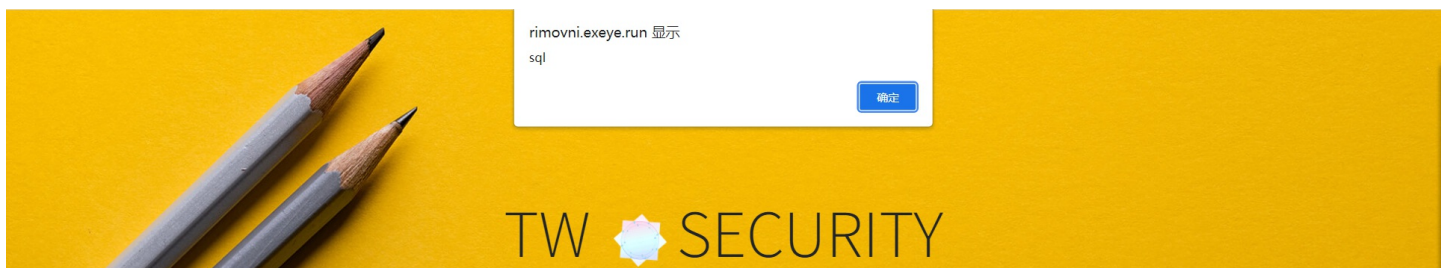 rimovni.exeye.run 显示
sql
确定
TW SECURITY